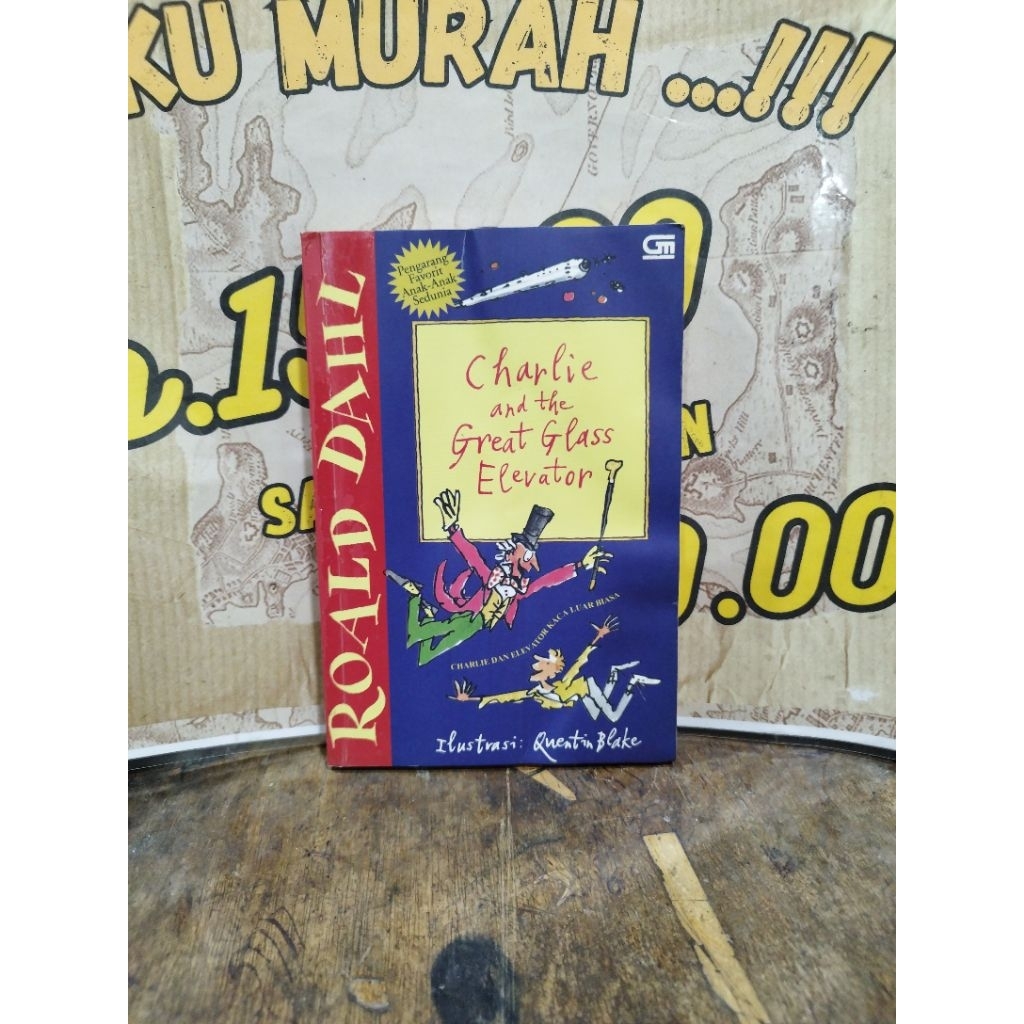 KU MURAH ...!!!
Pengarang
Favorit
Anak-Anak
Sedunia
GM
ROALD DAHL
Charlie
and the
Great Glass
Elevator
CHARLIE DAN ELEVATOR KACA LUAR BIASA
Ilustrasi: Quentin Blake
.00